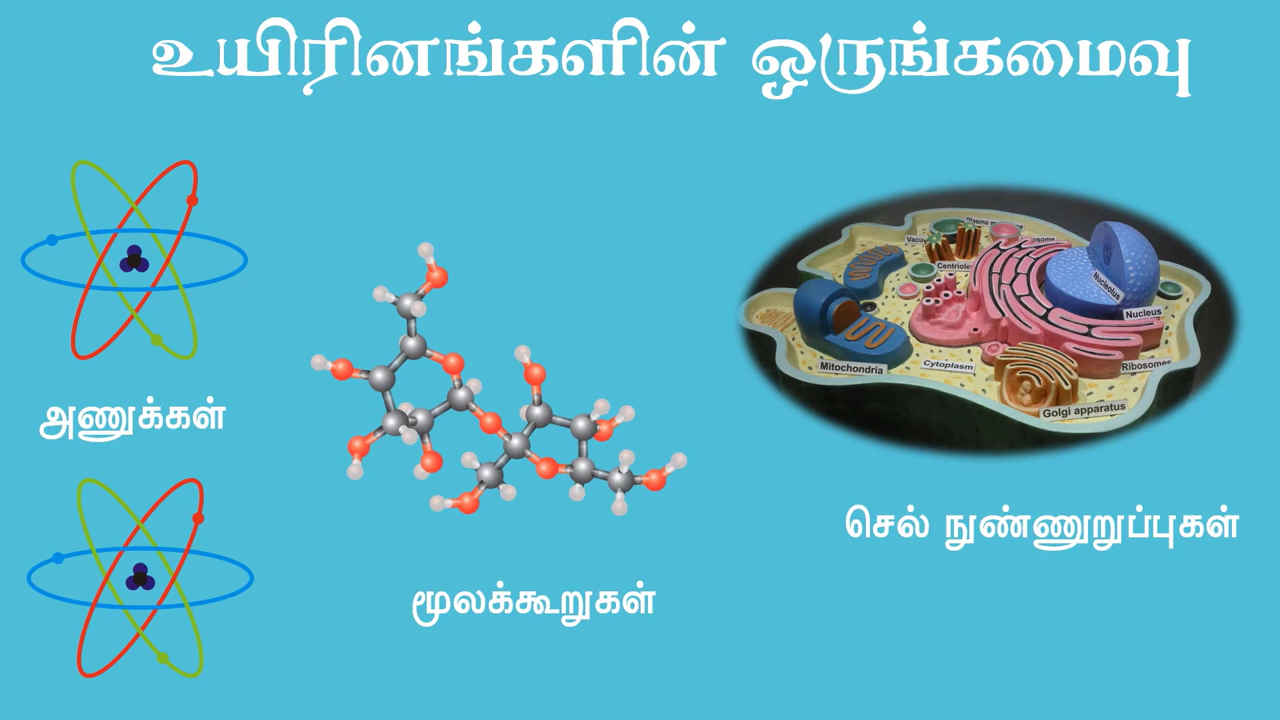 உயிரினங்களின் ஒருங்கமைவு
அணுக்கள்
மூலக்கூறுகள்
Centriole
Nucleolus
Nucleus
Mitochondria
Cytoplasm
Ribosomes
Golgi apparatus
செல் நுண்ணுறுப்புகள்